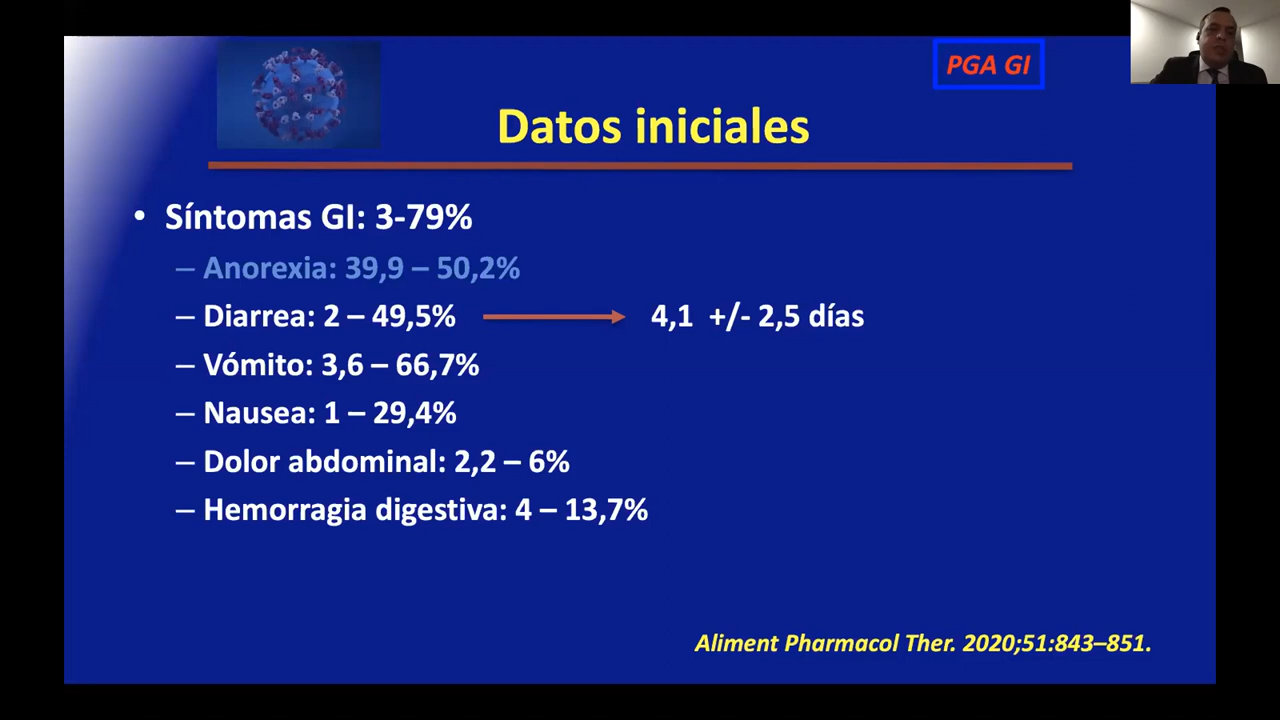 PGA GI
Datos iniciales
• Síntomas GI: 3-79%
– Anorexia: 39,9 – 50,2%
– Diarrea: 2 – 49,5% 4,1 +/- 2,5 días
– Vómito: 3,6 – 66,7%
– Nausea: 1 – 29,4%
– Dolor abdominal: 2,2 – 6%
– Hemorragia digestiva: 4 – 13,7%
Aliment Pharmacol Ther. 2020;51:843–851.